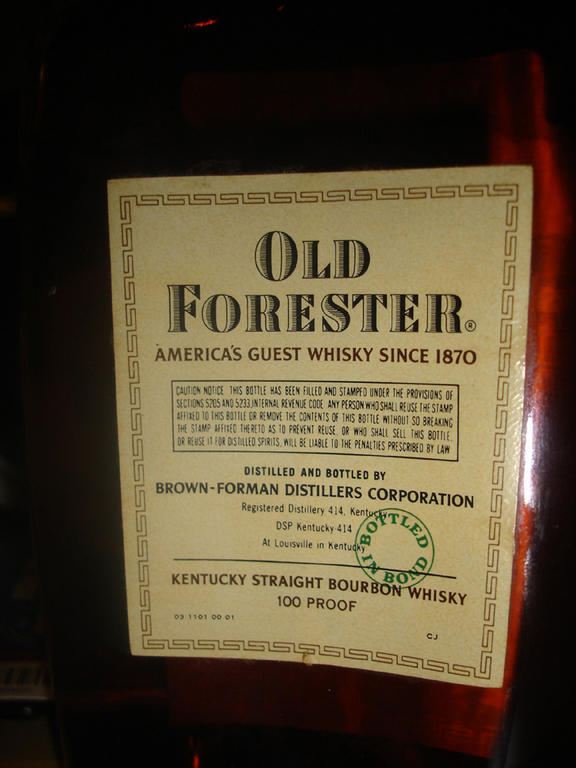 OLD
FORESTER®
AMERICA'S GUEST WHISKY SINCE 1870
CAUTION NOTICE THIS BOTTLE HAS BEEN FILLED AND STAMPED UNDER THE PROVISIONS OF
SECTIONS 5205 AND 5233 INTERNAL REVENUE CODE. ANY PERSON WHO SHALL REUSE THE STAMP
AFFIXED TO THIS BOTTLE OR REMOVE THE CONTENTS OF THIS BOTTLE WITHOUT SO BREAKING
THE STAMP AFFIXED THERETO AS TO PREVENT REUSE, OR WHO SHALL SELL THIS BOTTLE,
OR REUSE IT FOR DISTILLED SPIRITS, WILL BE LIABLE TO THE PENALTIES PRESCRIBED BY LAW
DISTILLED AND BOTTLED BY
BROWN-FORMAN DISTILLERS CORPORATION
Registered Distillery 414, Kentucky
DSP Kentucky 414
At Louisville in Kentucky
BOTTLED
IN BOND
KENTUCKY STRAIGHT BOURBON WHISKY
100 PROOF
03 1101 00 01
CJ